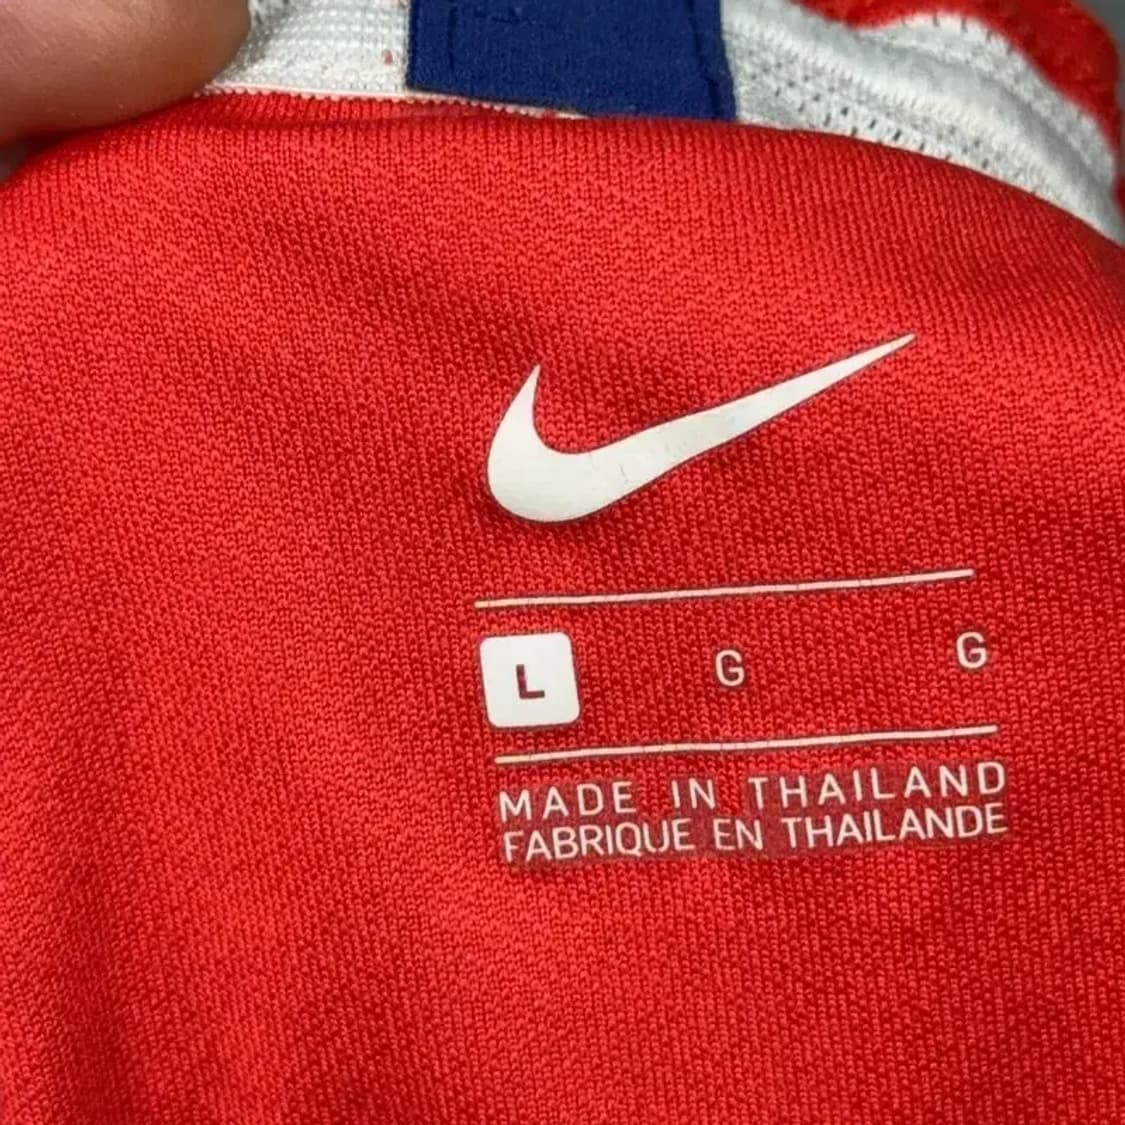 L G G
MADE IN THAILAND
FABRIQUE EN THAILANDE